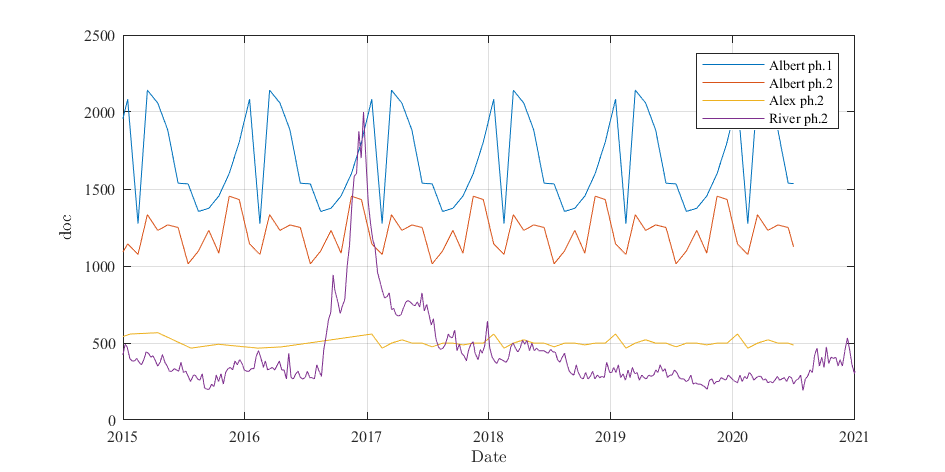 2500
2000
1500
1000
500
0
doc
2015 2016 2017 2018 2019 2020 2021
Date
Albert ph.1
Albert ph.2
Alex ph.2
River ph.2